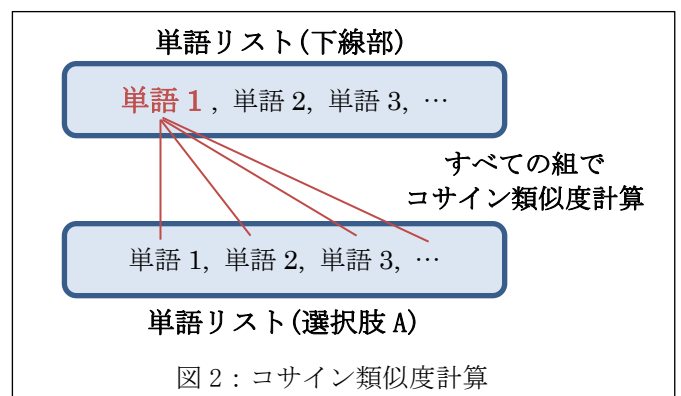 単語リスト(下線部)
単語 1 , 単語 2, 単語 3, …
すべての組で
コサイン類似度計算
単語 1, 単語 2, 単語 3, …
単語リスト(選択肢 A)
図 2：コサイン類似度計算